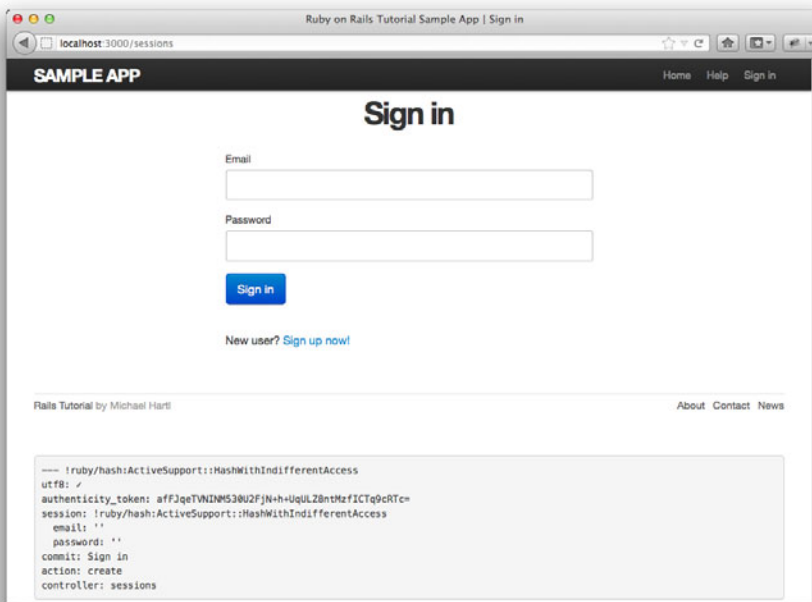 Ruby on Rails Tutorial Sample App | Sign in
localhost:3000/sessions
SAMPLE APP
Home Help Sign in
Sign in
Email
Password
Sign in
New user? Sign up now!
Rails Tutorial by Michael Hartl
About Contact News
--- !ruby/hash:ActiveSupport::HashWithIndifferentAccess
utf8: ✓
authenticity_token: afFJqeTVNINM530U2FjN+h+UqULZ8ntMzfICTq9cRTc=
session: !ruby/hash:ActiveSupport::HashWithIndifferentAccess
  email: ''
  password: ''
commit: Sign in
action: create
controller: sessions